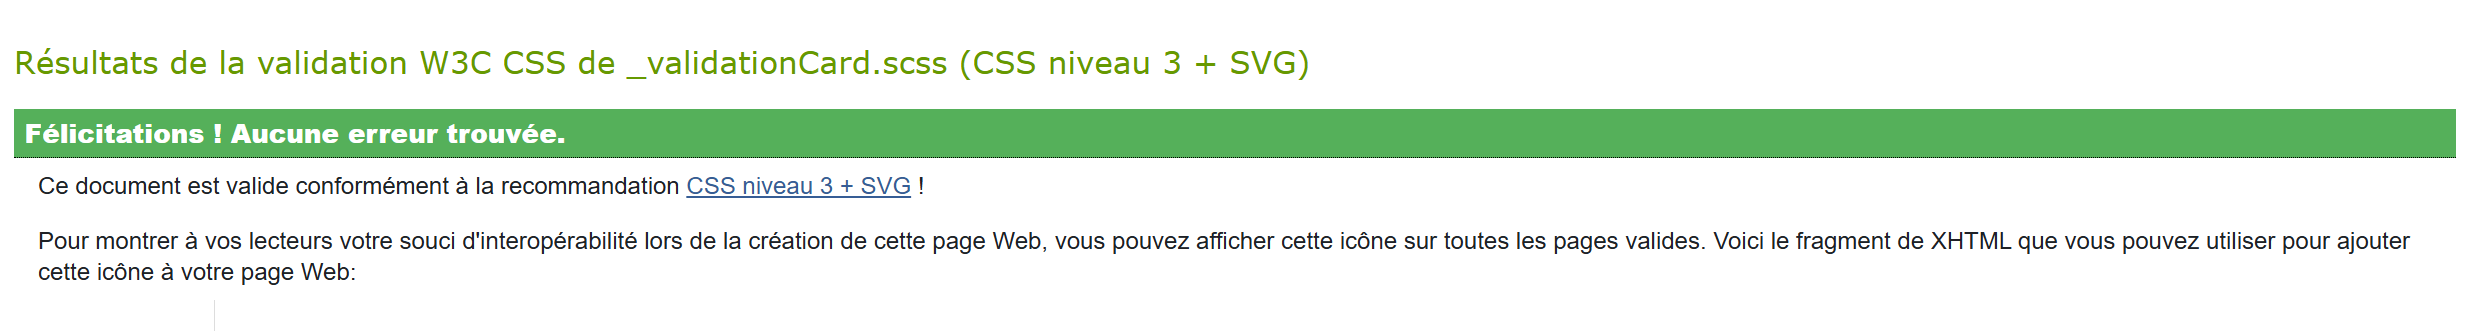 Résultats de la validation W3C CSS de _validationCard.scss (CSS niveau 3 + SVG)
Félicitations ! Aucune erreur trouvée.
Ce document est valide conformément à la recommandation CSS niveau 3 + SVG !
Pour montrer à vos lecteurs votre souci d'interopérabilité lors de la création de cette page Web, vous pouvez afficher cette icône sur toutes les pages valides. Voici le fragment de XHTML que vous pouvez utiliser pour ajouter
cette icône à votre page Web: